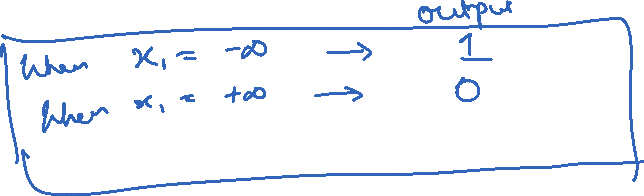 output
When x₁ = -∞ → 1
When x₁ = +∞ → 0